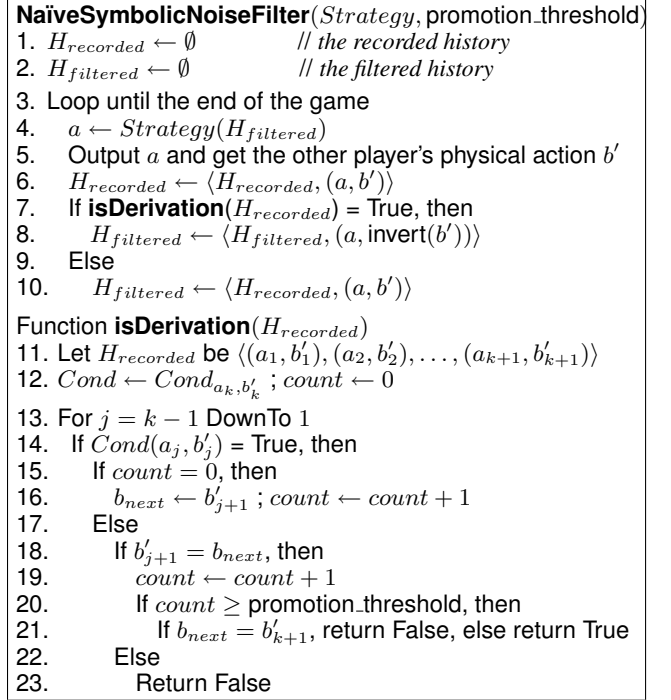 NaïveSymbolicNoiseFilter(Strategy, promotion_threshold)
1. H_recorded ← ∅ // the recorded history
2. H_filtered ← ∅ // the filtered history
3. Loop until the end of the game
4. a ← Strategy(H_filtered)
5. Output a and get the other player's physical action b′
6. H_recorded ← ⟨H_recorded, (a, b′)⟩
7. If isDerivation(H_recorded) = True, then
8. H_filtered ← ⟨H_filtered, (a, invert(b′))⟩
9. Else
10. H_filtered ← ⟨H_recorded, (a, b′)⟩
Function isDerivation(H_recorded)
11. Let H_recorded be ⟨(a_1, b′_1), (a_2, b′_2), . . . , (a_{k+1}, b′_{k+1})⟩
12. Cond ← Cond_{a_k, b′_k} ; count ← 0
13. For j = k − 1 DownTo 1
14. If Cond(a_j, b′_j) = True, then
15. If count = 0, then
16. b_next ← b′_{j+1} ; count ← count + 1
17. Else
18. If b′_{j+1} = b_next, then
19. count ← count + 1
20. If count ≥ promotion_threshold, then
21. If b_next = b′_{k+1}, return False, else return True
22. Else
23. Return False